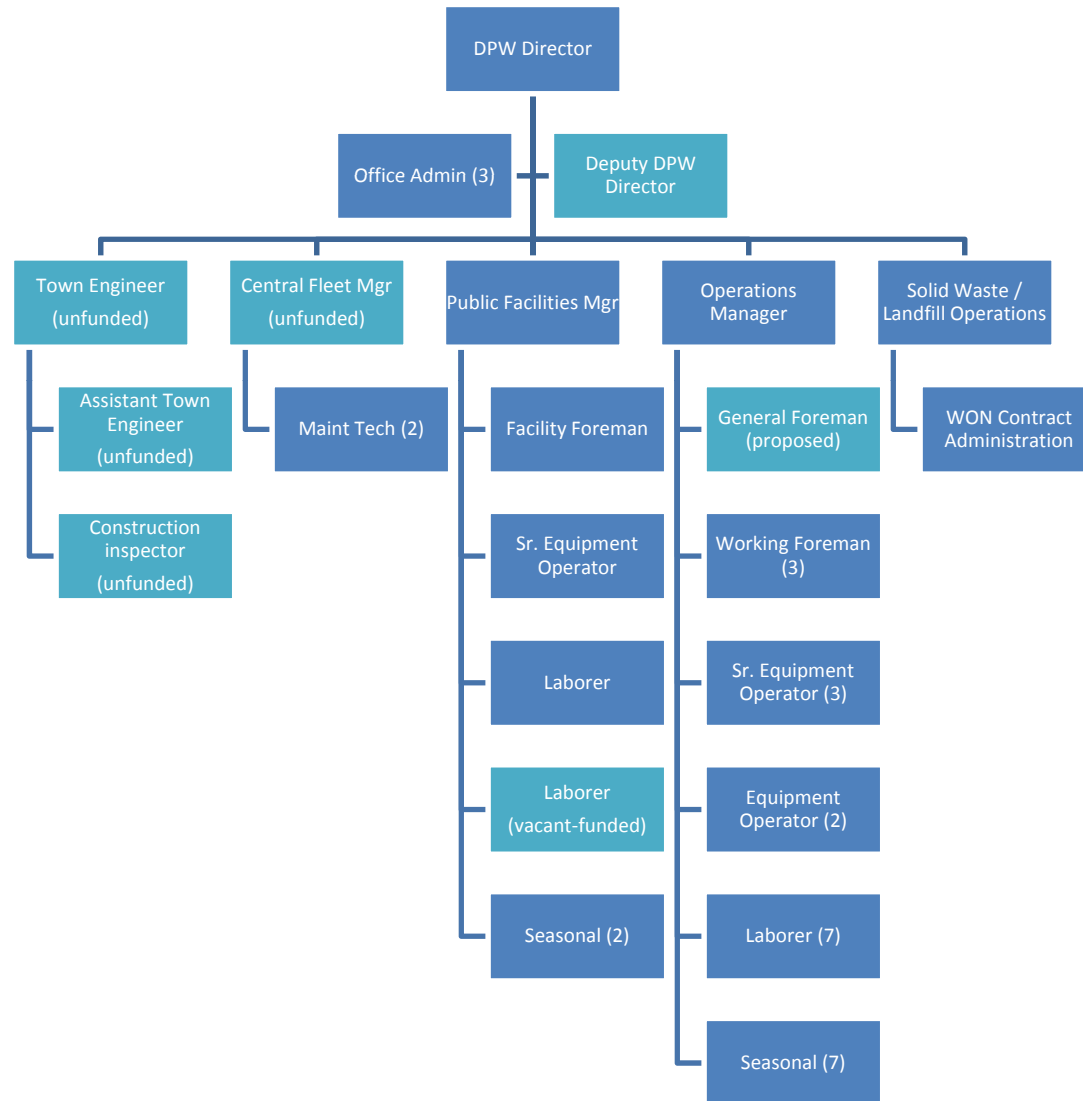 DPW Director
Office Admin (3)
Deputy DPW
Director
Town Engineer
(unfunded)
Central Fleet Mgr
(unfunded)
Public Facilities Mgr
Operations
Manager
Solid Waste /
Landfill Operations
Assistant Town
Engineer
(unfunded)
Construction
inspector
(unfunded)
Maint Tech (2)
Facility Foreman
Sr. Equipment
Operator
Laborer
Laborer
(vacant-funded)
Seasonal (2)
General Foreman
(proposed)
Working Foreman
(3)
Sr. Equipment
Operator (3)
Equipment
Operator (2)
Laborer (7)
Seasonal (7)
WON Contract
Administration